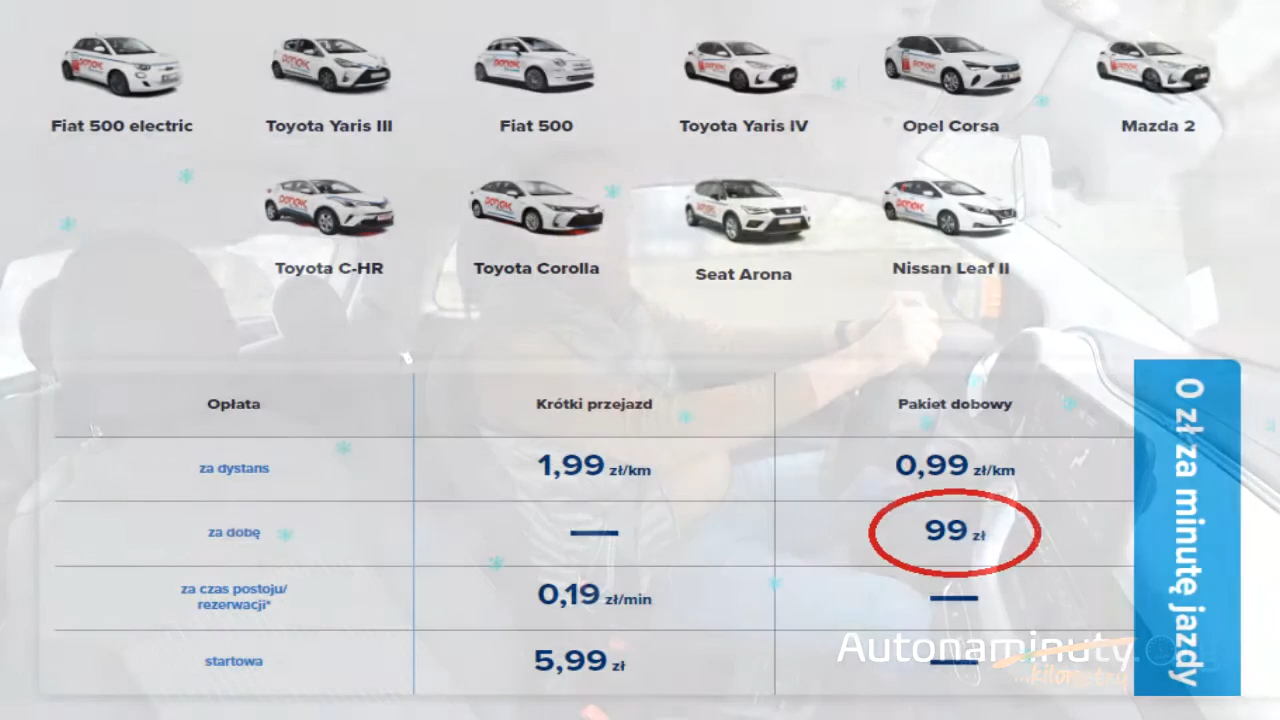 Fiat 500 electric
Toyota Yaris III
Fiat 500
Toyota Yaris IV
Opel Corsa
Mazda 2
Toyota C-HR
Toyota Corolla
Seat Arona
Nissan Leaf II
Opłata
Krótki przejazd
Pakiet dobowy
za dystans
1,99 zł/km
0,99 zł/km
za dobę
99 zł
za czas postoju/
rezerwacji*
0,19 zł/min
startowa
5,99 zł
0 zł za minutę jazdy
Autonaminuty
...kilometry